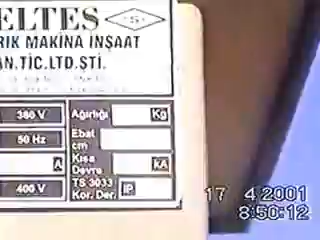 ELTES S
RİK MAKİNA İNŞAAT
AN.TİC.LTD.ŞTİ.
380 V Ağırlığı Kg
50 Hz Ebat cm
A Kısa Devre kA
400 V TS 3033 Kor. Der. IP
17 4 2001
8:50:12